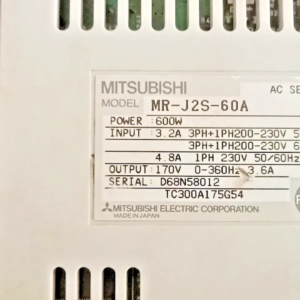 MITSUBISHI AC SE
MODEL MR-J2S-60A
POWER :600W
INPUT :3.2A 3PH+1PH200-230V 5
3PH+1PH200-230V 6
4.8A 1PH 230V 50/60H
OUTPUT:170V 0-360Hz 3.6A
SERIAL: D68N58012
TC300A175G54
MITSUBISHI ELECTRIC CORPORATION
MADE IN JAPAN